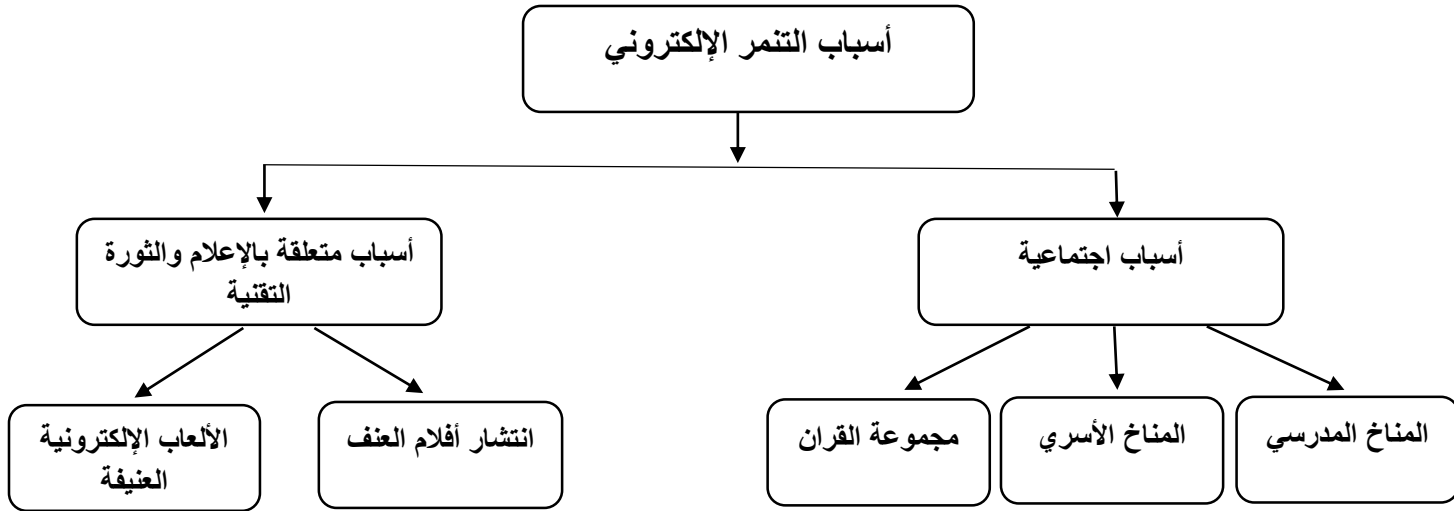 أسباب التنمر الإلكتروني
أسباب اجتماعية
أسباب متعلقة بالإعلام والثورة
التقنية
المناخ المدرسي
المناخ الأسري
مجموعة القران
انتشار أفلام العنف
الألعاب الإلكترونية
العنيفة